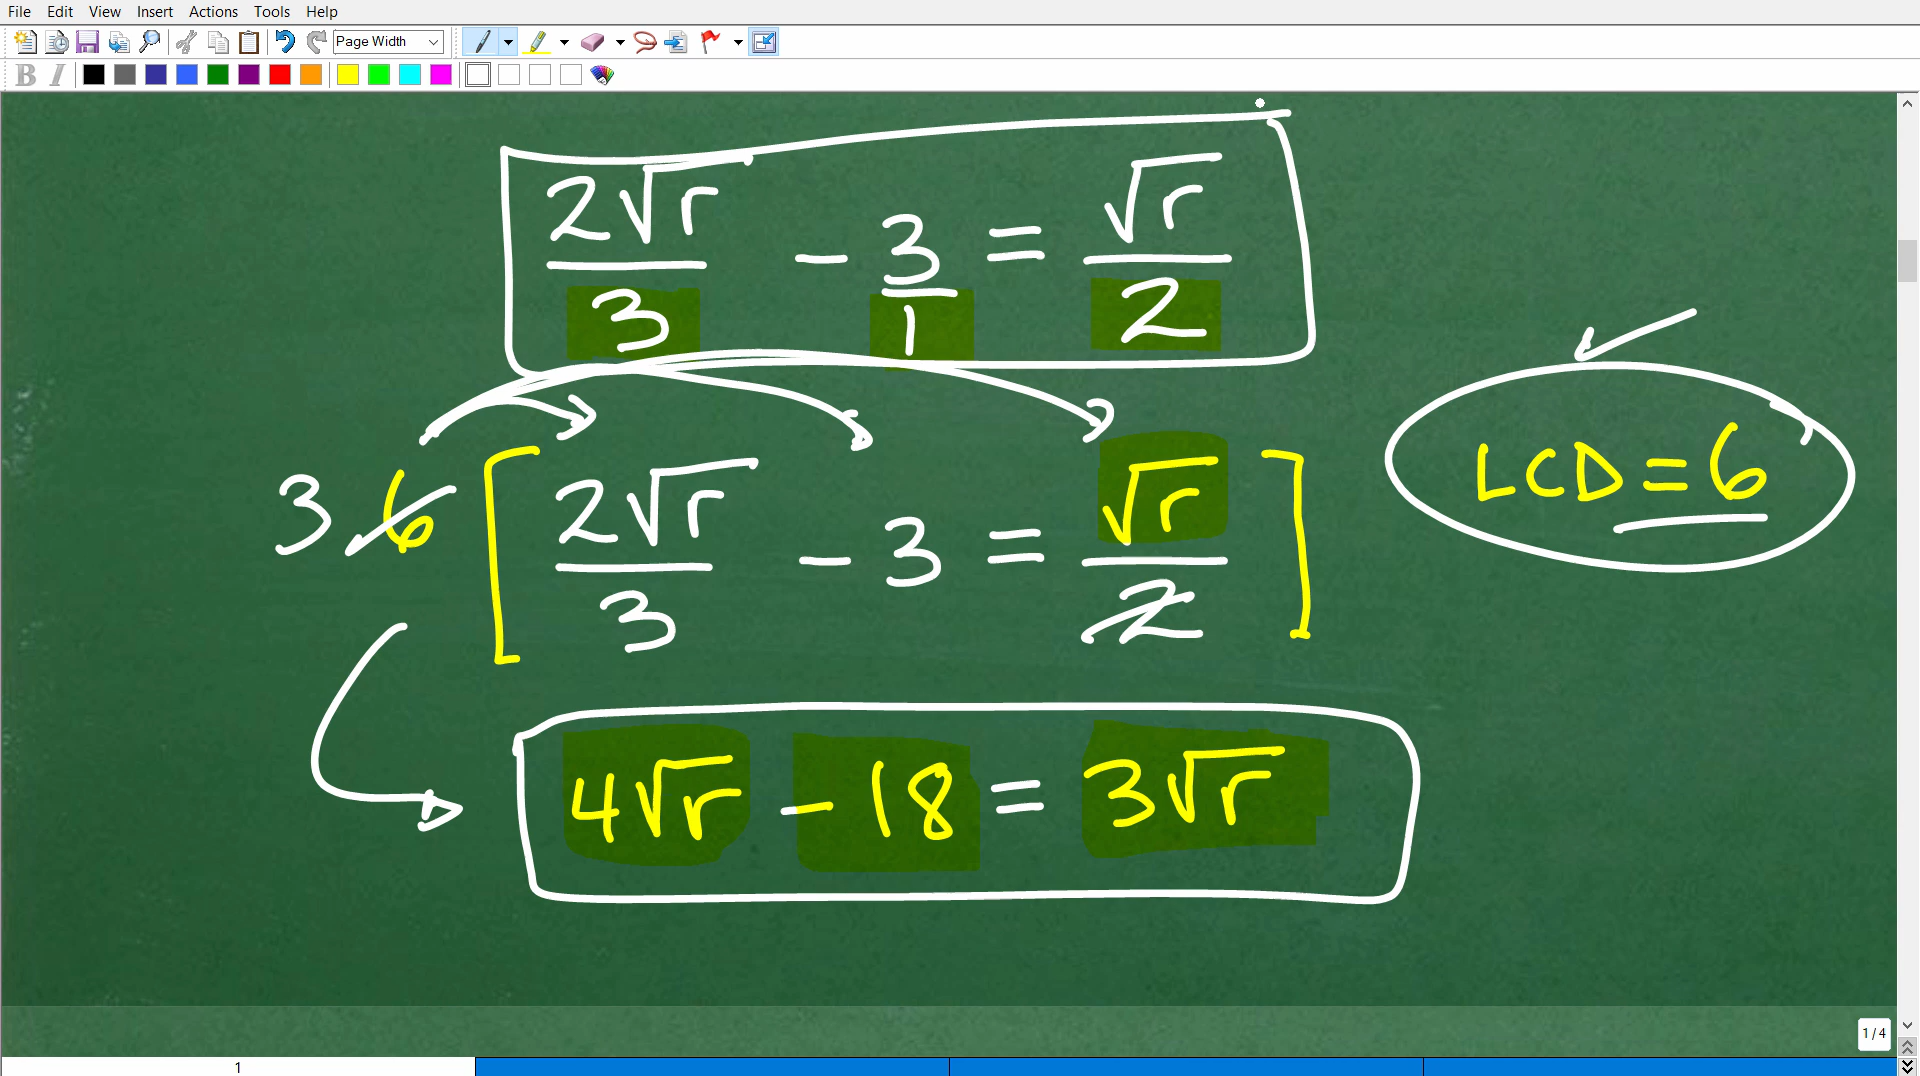 File Edit View Insert Actions Tools Help
Page Width
B I
2√r/3 - 3/1 = √r/2
LCD = 6
3 6 [ 2√r/3 - 3 = √r/2 ]
4√r - 18 = 3√r
1 / 4
1